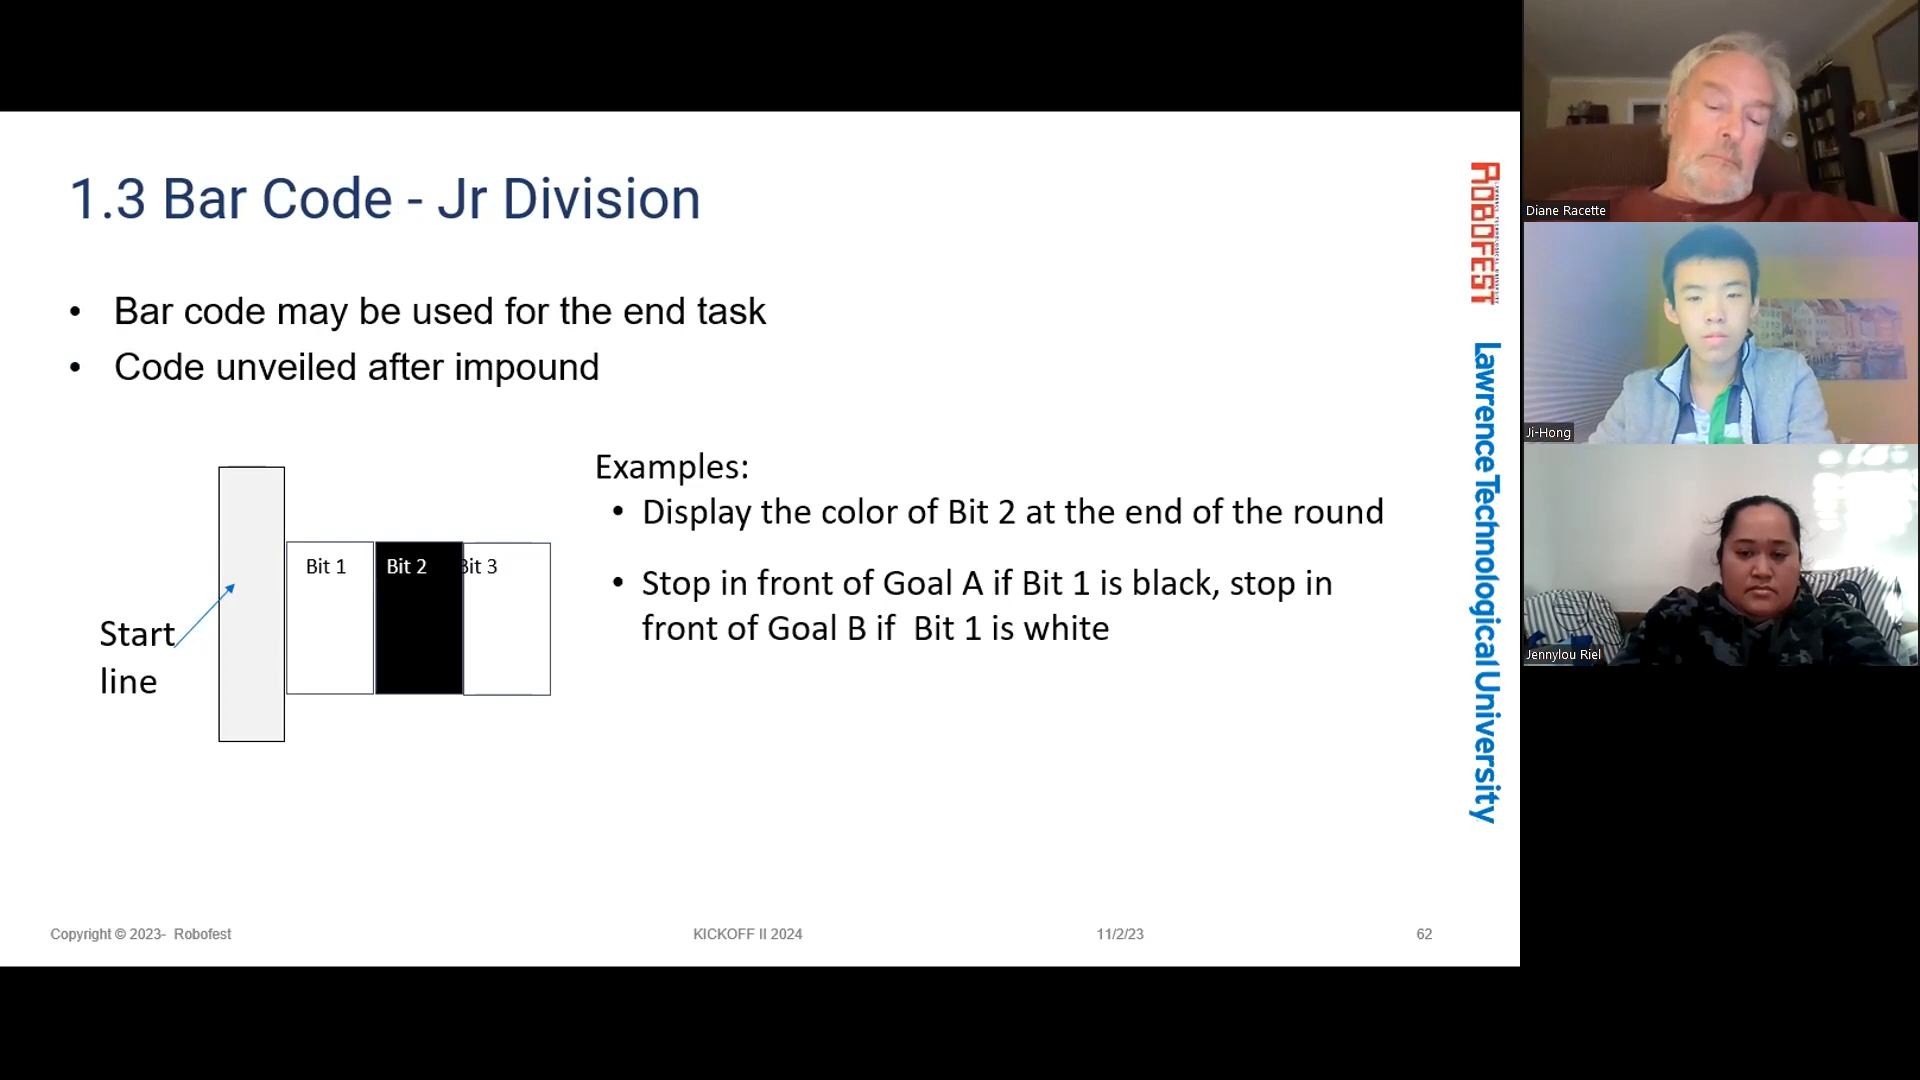 1.3 Bar Code - Jr Division
• Bar code may be used for the end task
• Code unveiled after impound
Start
line
Bit 1
Bit 2
Bit 3
Examples:
• Display the color of Bit 2 at the end of the round
• Stop in front of Goal A if Bit 1 is black, stop in
front of Goal B if  Bit 1 is white
Copyright © 2023-  Robofest
KICKOFF II 2024
11/2/23
62
ROBOFEST
Lawrence Technological University
Diane Racette
Ji-Hong
Jennylou Riel